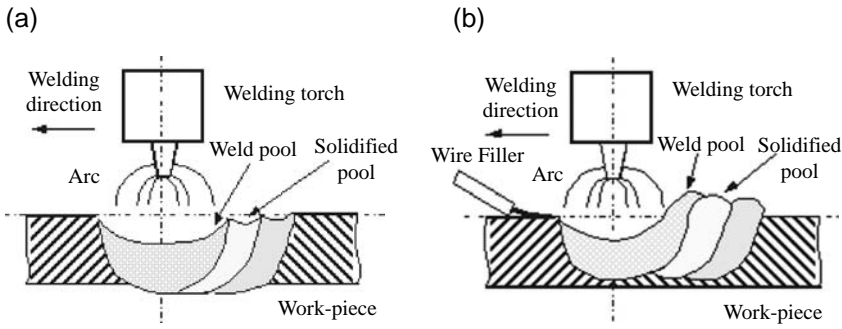 (a)
Welding
direction
Welding torch
Arc
Weld pool
Solidified
pool
Work-piece
(b)
Welding
direction
Welding torch
Wire Filler
Arc
Weld pool
Solidified
pool
Work-piece